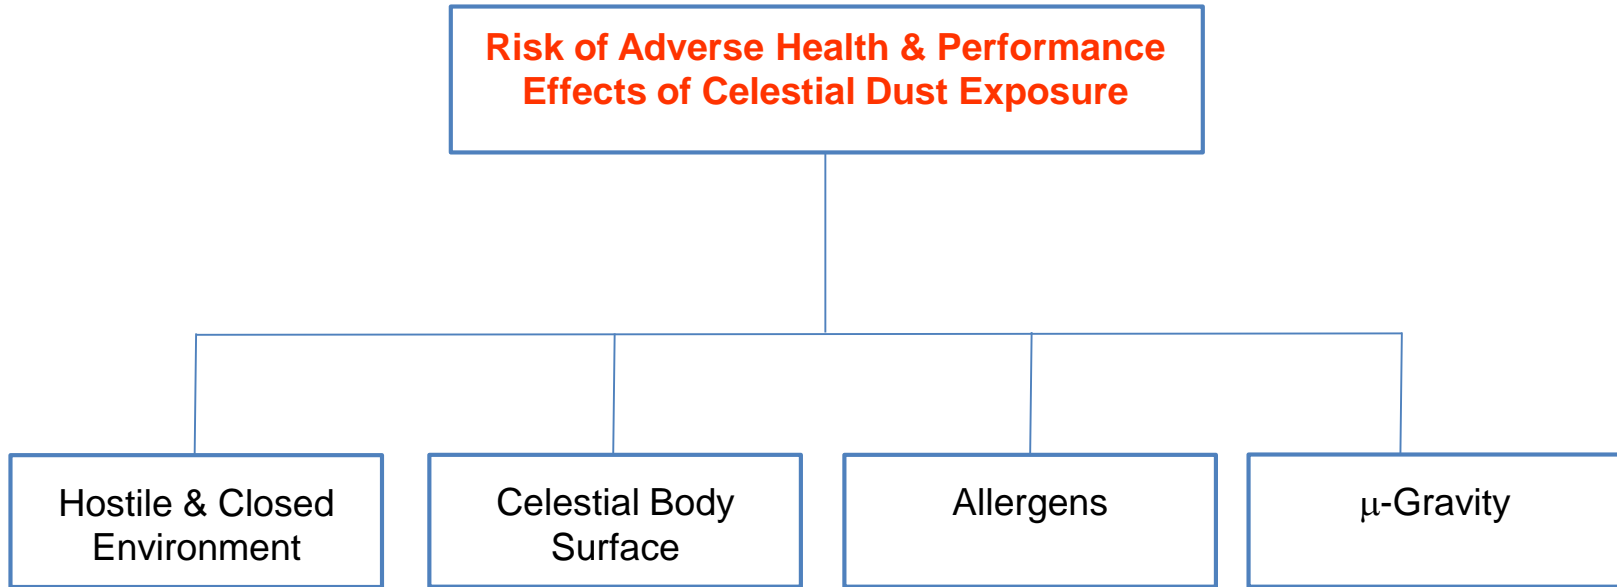 Risk of Adverse Health & Performance
Effects of Celestial Dust Exposure
Hostile & Closed
Environment
Celestial Body
Surface
Allergens
μ-Gravity